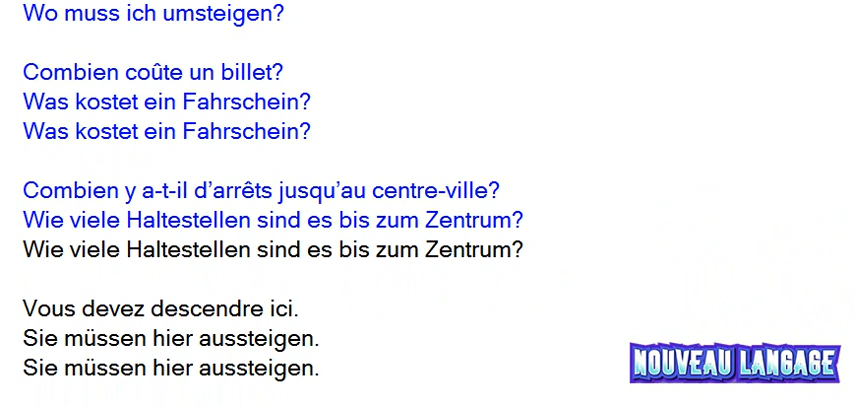 Wo muss ich umsteigen?
Combien coûte un billet?
Was kostet ein Fahrschein?
Was kostet ein Fahrschein?
Combien y a-t-il d’arrêts jusqu’au centre-ville?
Wie viele Haltestellen sind es bis zum Zentrum?
Wie viele Haltestellen sind es bis zum Zentrum?
Vous devez descendre ici.
Sie müssen hier aussteigen.
Sie müssen hier aussteigen.
NOUVEAU LANGAGE